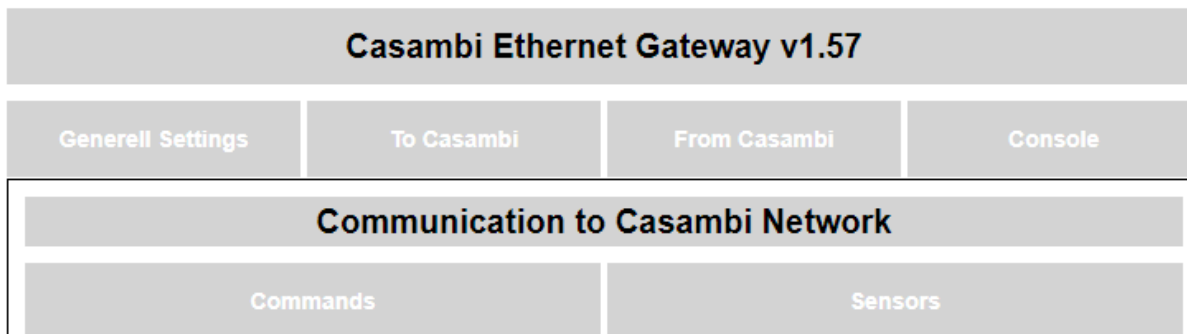 Casambi Ethernet Gateway v1.57
Generell Settings To Casambi From Casambi Console
Communication to Casambi Network
Commands Sensors